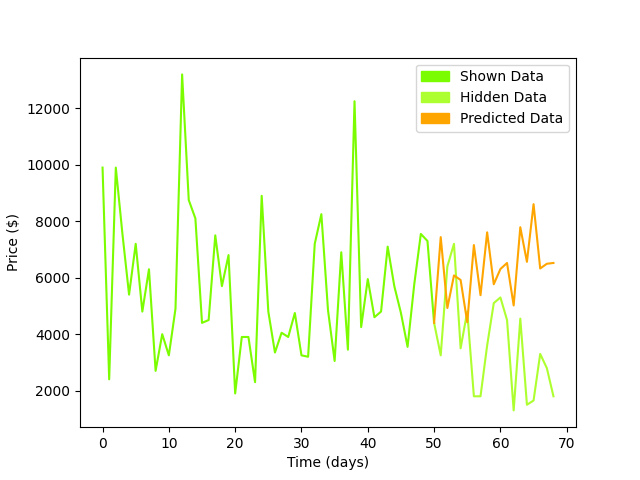 Shown Data
Hidden Data
Predicted Data
12000
10000
8000
6000
4000
2000
Price ($)
0 10 20 30 40 50 60 70
Time (days)